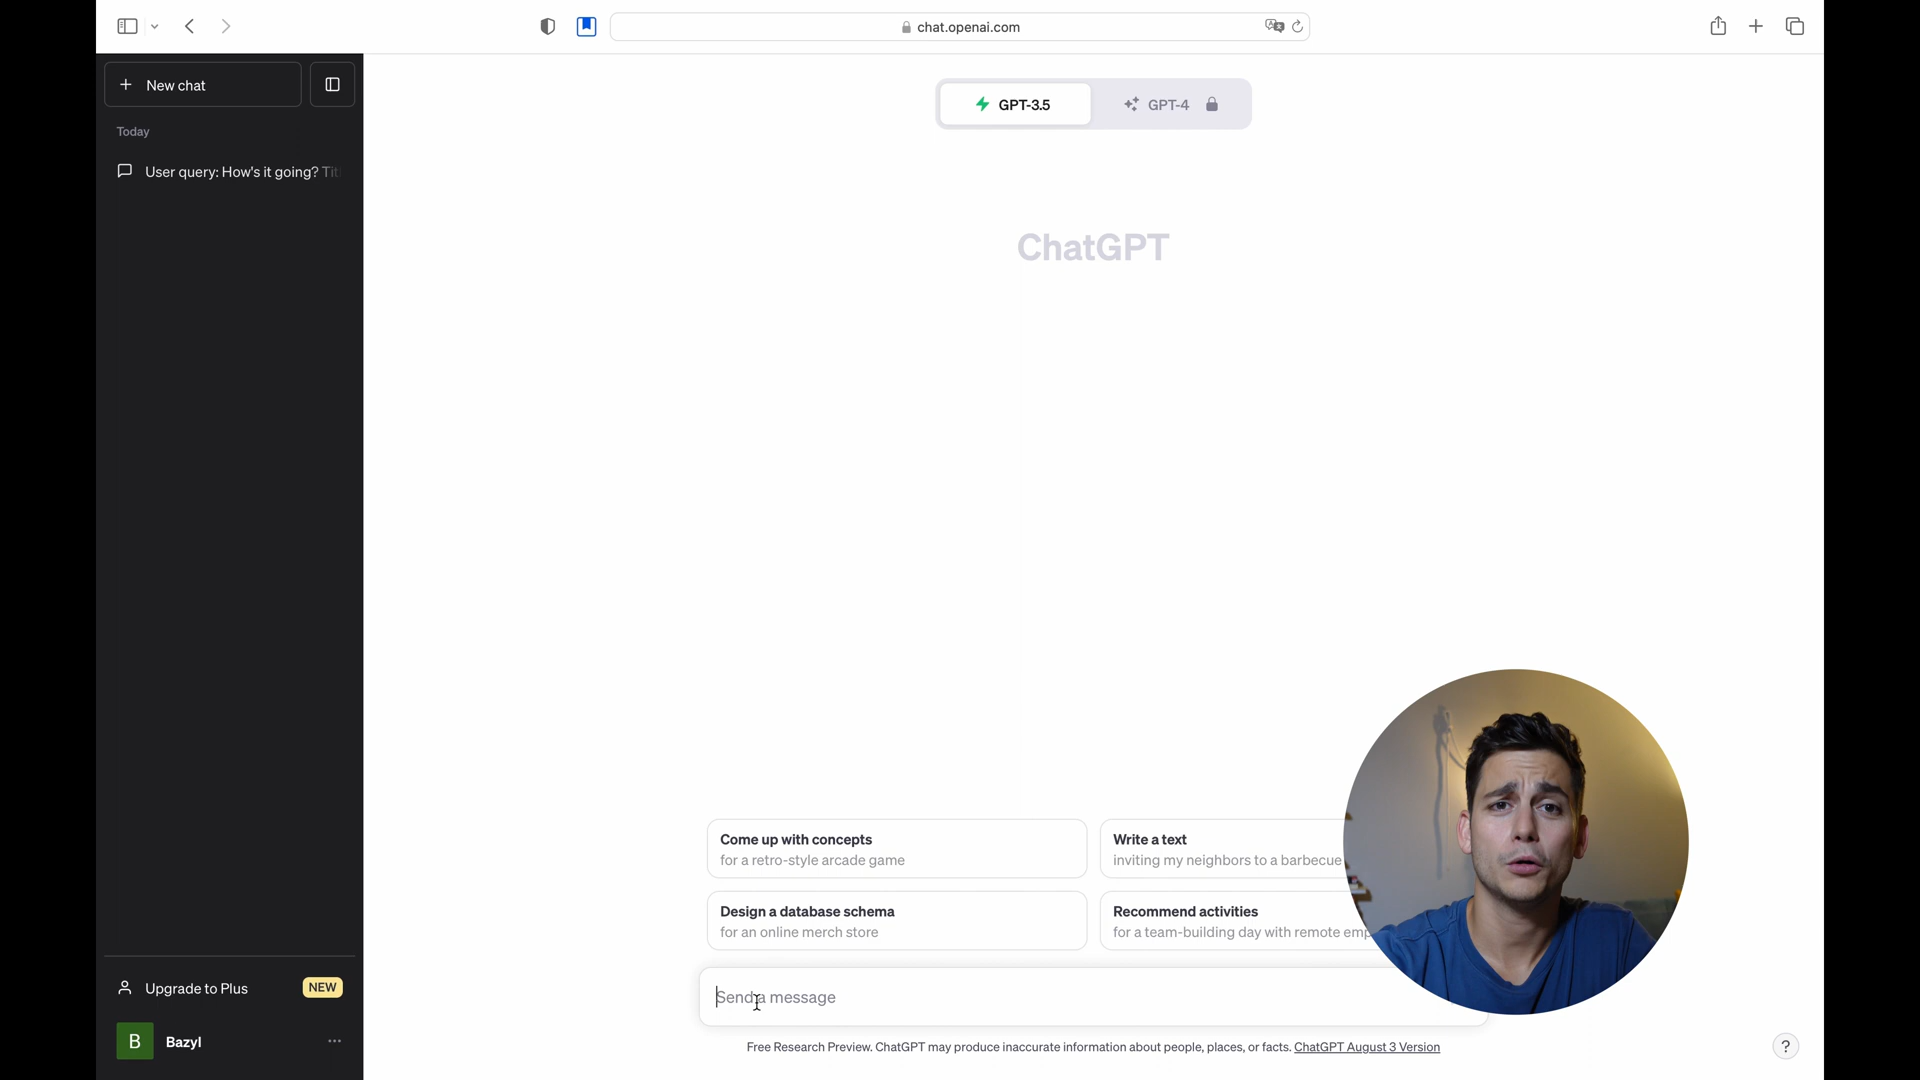 chat.openai.com
New chat
Today
User query: How's it going? Tit
GPT-3.5
GPT-4
ChatGPT
Come up with concepts
for a retro-style arcade game
Write a text
inviting my neighbors to a barbecue
Design a database schema
for an online merch store
Recommend activities
for a team-building day with remote emp
Send a message
Free Research Preview. ChatGPT may produce inaccurate information about people, places, or facts. ChatGPT August 3 Version
Upgrade to Plus
NEW
B
Bazyl
?